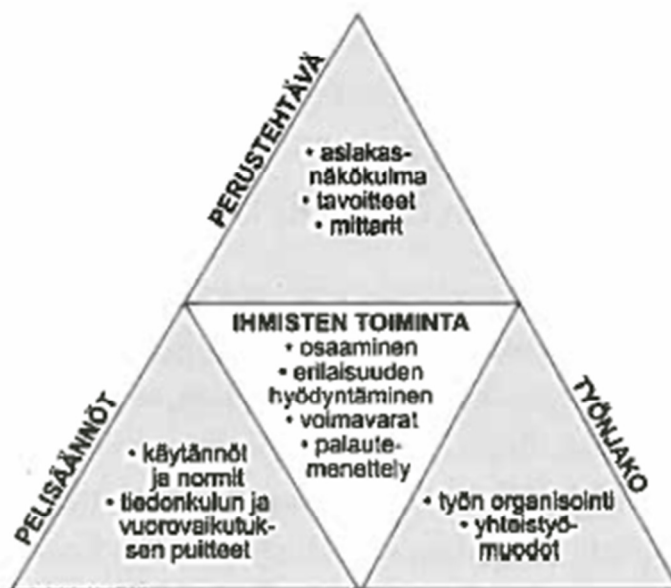 PERUSTEHTÄVÄ
• asiakas-
näkökulma
• tavoitteet
• mittarit
IHMISTEN TOIMINTA
• osaaminen
• erilaisuuden
hyödyntäminen
• voimavarat
• palaute-
menettely
PELISÄÄNNÖT
• käytännöt
ja normit
• tiedonkulun ja
vuorovaikutuk-
sen puitteet
TYÖNJAKO
• työn organisointi
• yhteistyö-
muodot